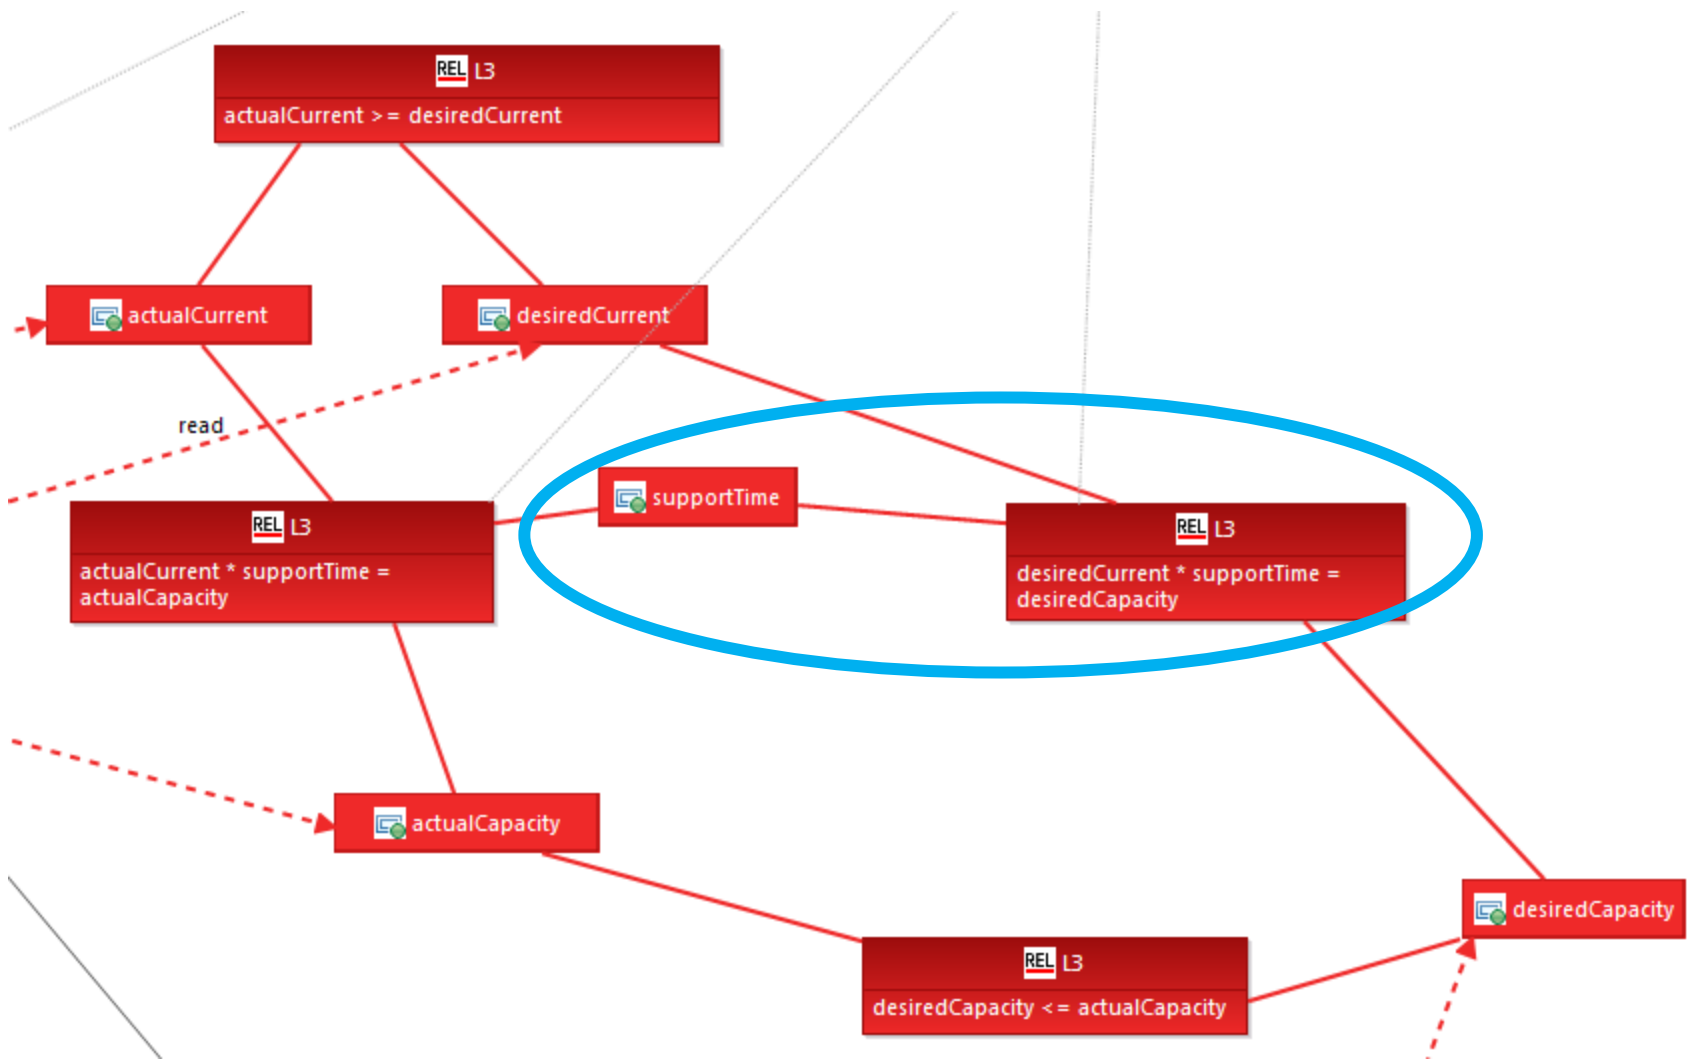 REL L3
actualCurrent >= desiredCurrent
actualCurrent
desiredCurrent
read
supportTime
REL L3
actualCurrent * supportTime =
actualCapacity
REL L3
desiredCurrent * supportTime =
desiredCapacity
actualCapacity
desiredCapacity
REL L3
desiredCapacity <= actualCapacity